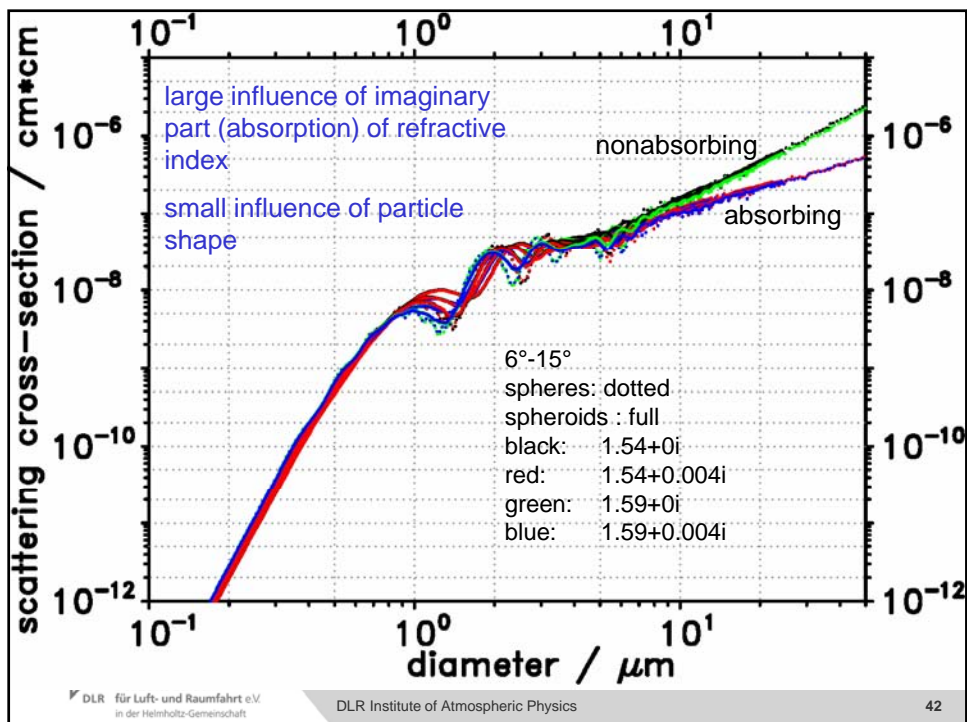 10⁻¹ 10⁰ 10¹
scattering cross-section / cm*cm
10⁻⁶
10⁻⁸
10⁻¹⁰
10⁻¹²
large influence of imaginary
part (absorption) of refractive
index
small influence of particle
shape
nonabsorbing
absorbing
6°-15°
spheres: dotted
spheroids : full
black: 1.54+0i
red: 1.54+0.004i
green: 1.59+0i
blue: 1.59+0.004i
10⁻⁶
10⁻⁸
10⁻¹⁰
10⁻¹²
10⁻¹ 10⁰ 10¹
diameter / μm
DLR für Luft- und Raumfahrt e.V.
in der Helmholtz-Gemeinschaft
DLR Institute of Atmospheric Physics
42